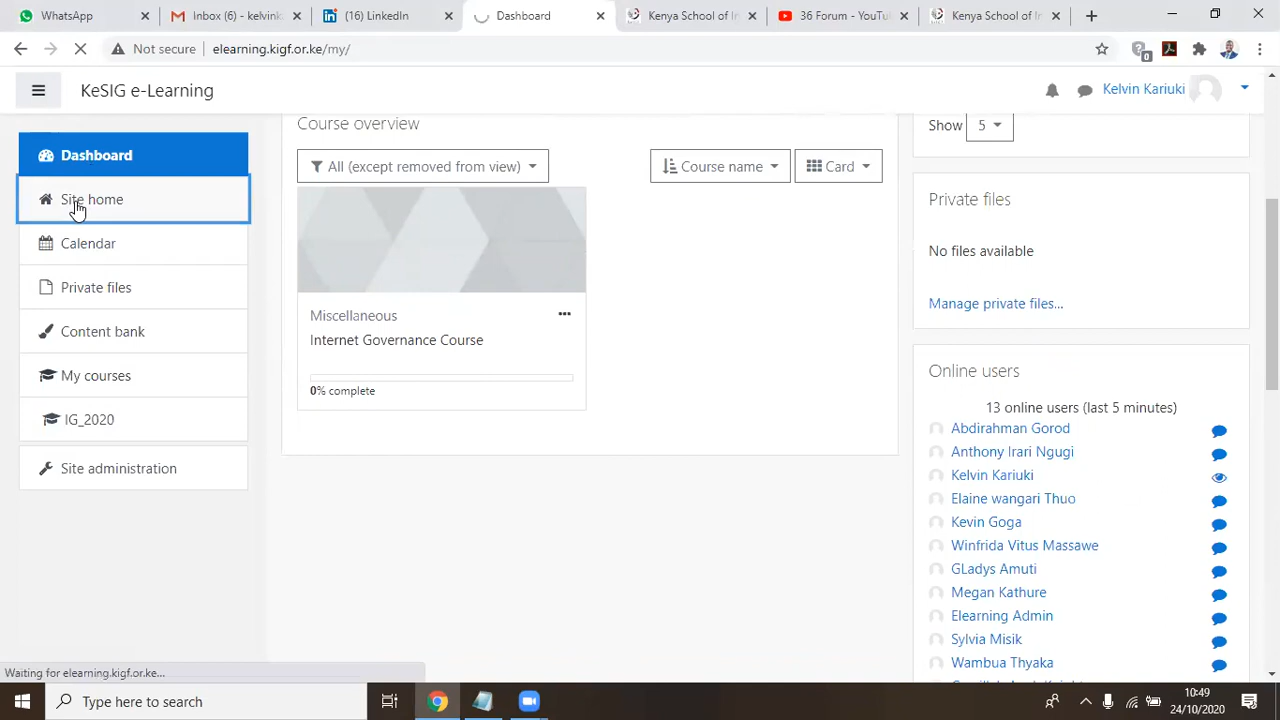 WhatsApp
Inbox (6) - kelvink
(16) LinkedIn
Dashboard
Kenya School of In
36 Forum - YouTu
Kenya School of In
Not secure
elearning.kigf.or.ke/my/
0
KeSIG e-Learning
Kelvin Kariuki
Dashboard
Site home
Calendar
Private files
Content bank
My courses
IG_2020
Site administration
Course overview
All (except removed from view)
Course name
Card
Miscellaneous
Internet Governance Course
0% complete
Show 5
Private files
No files available
Manage private files...
Online users
13 online users (last 5 minutes)
Abdirahman Gorod
Anthony Irari Ngugi
Kelvin Kariuki
Elaine wangari Thuo
Kevin Goga
Winfrida Vitus Massawe
GLadys Amuti
Megan Kathure
Elearning Admin
Sylvia Misik
Wambua Thyaka
Waiting for elearning.kigf.or.ke...
Type here to search
10:49
24/10/2020